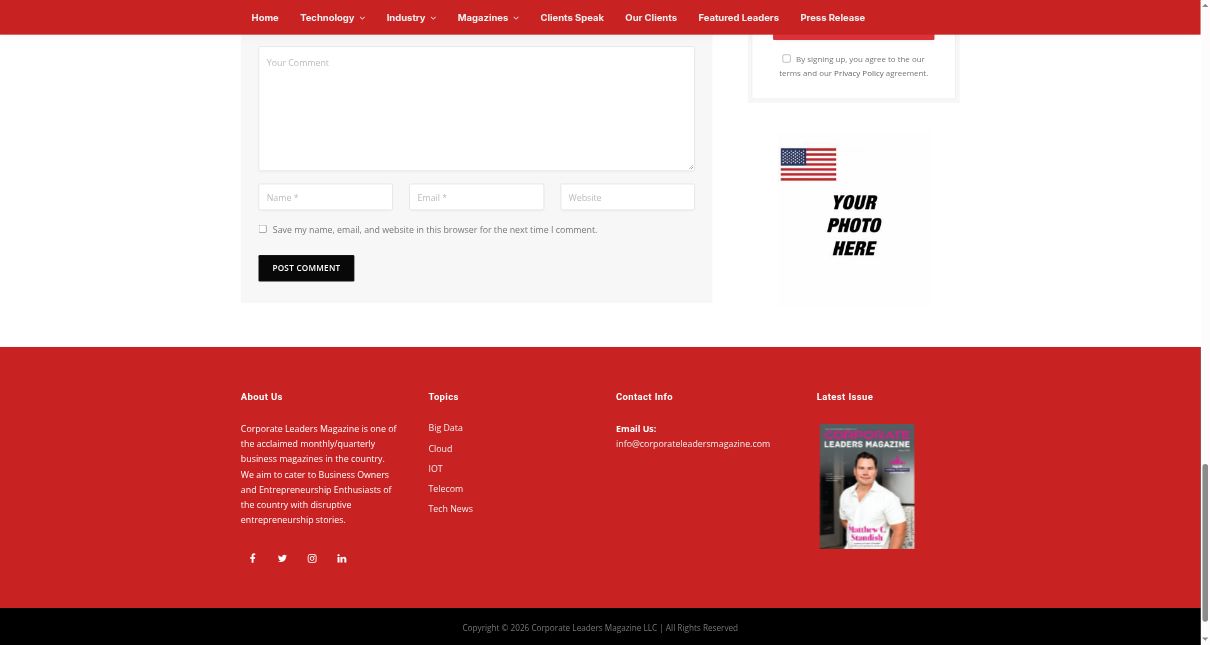 Home Technology Industry Magazines Clients Speak Our Clients Featured Leaders Press Release
Your Comment
Name * Email * Website
Save my name, email, and website in this browser for the next time I comment.
POST COMMENT
By signing up, you agree to the our
terms and our Privacy Policy agreement.
YOUR
PHOTO
HERE
About Us
Corporate Leaders Magazine is one of
the acclaimed monthly/quarterly
business magazines in the country.
We aim to cater to Business Owners
and Entrepreneurship Enthusiasts of
the country with disruptive
entrepreneurship stories.
Topics
Big Data
Cloud
IOT
Telecom
Tech News
Contact Info
Email Us:
info@corporateleadersmagazine.com
Latest Issue
CORPORATE
LEADERS MAGAZINE
Matthew C.
Standish
Copyright © 2026 Corporate Leaders Magazine LLC | All Rights Reserved